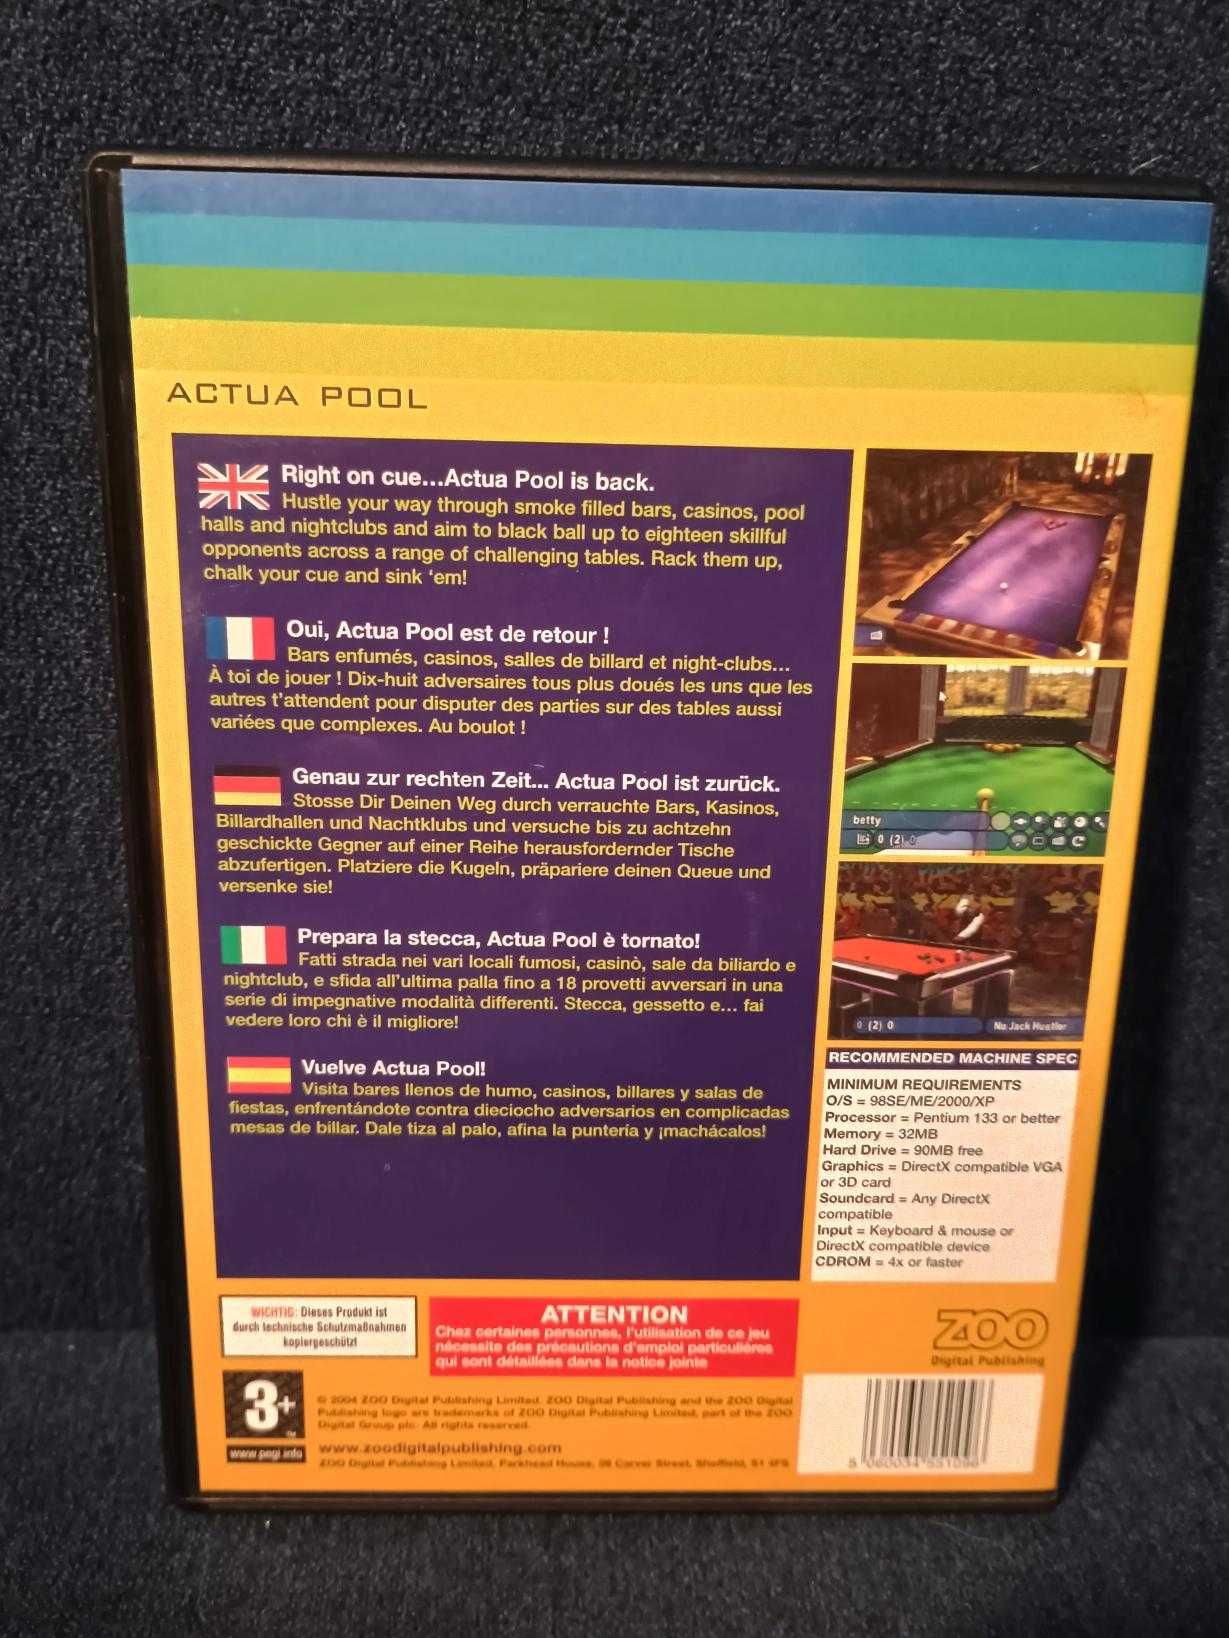 ACTUA POOL
Right on cue...Actua Pool is back.
Hustle your way through smoke filled bars, casinos, pool
halls and nightclubs and aim to black ball up to eighteen skillful
opponents across a range of challenging tables. Rack them up,
chalk your cue and sink ‘em!
Oui, Actua Pool est de retour !
Bars enfumés, casinos, salles de billard et night-clubs...
À toi de jouer ! Dix-huit adversaires tous plus doués les uns que les
autres t'attendent pour disputer des parties sur des tables aussi
variées que complexes. Au boulot !
Genau zur rechten Zeit... Actua Pool ist zurück.
Stosse Dir Deinen Weg durch verrauchte Bars, Kasinos,
Billardhallen und Nachtklubs und versuche bis zu achtzehn
geschickte Gegner auf einer Reihe herausfordernder Tische
abzufertigen. Platziere die Kugeln, präpariere deinen Queue und
versenke sie!
Prepara la stecca, Actua Pool è tornato!
Fatti strada nei vari locali fumosi, casinò, sale da biliardo e
nightclub, e sfida all'ultima palla fino a 18 provetti avversari in una
serie di impegnative modalità differenti. Stecca, gessetto e... fai
vedere loro chi è il migliore!
Vuelve Actua Pool!
Visita bares llenos de humo, casinos, billares y salas de
fiestas, enfrentándote contra dieciocho adversarios en complicadas
mesas de billar. Dale tiza al palo, afina la puntería y ¡machácalos!
betty
0 (2) 0
0 (2) 0
Nu Jack Hustler
RECOMMENDED MACHINE SPEC
MINIMUM REQUIREMENTS
O/S = 98SE/ME/2000/XP
Processor = Pentium 133 or better
Memory = 32MB
Hard Drive = 90MB free
Graphics = DirectX compatible VGA
or 3D card
Soundcard = Any DirectX
compatible
Input = Keyboard & mouse or
DirectX compatible device
CDROM = 4x or faster
WICHTIG: Dieses Produkt ist
durch technische Schutzmaßnahmen
kopiergeschützt
ATTENTION
Chez certaines personnes, l'utilisation de ce jeu
nécessite des précautions d'emploi particulières
qui sont détaillées dans la notice jointe
ZOO
Digital Publishing
3+
TM
www.pegi.info
© 2004 ZOO Digital Publishing Limited. ZOO Digital Publishing and the ZOO Digital
Publishing logo are trademarks of ZOO Digital Publishing Limited, part of the ZOO
Digital Group plc. All rights reserved.
www.zoodigitalpublishing.com
ZOO Digital Publishing Limited, Parkhead House, 26 Carver Street, Sheffield, S1 4FS
5 060034